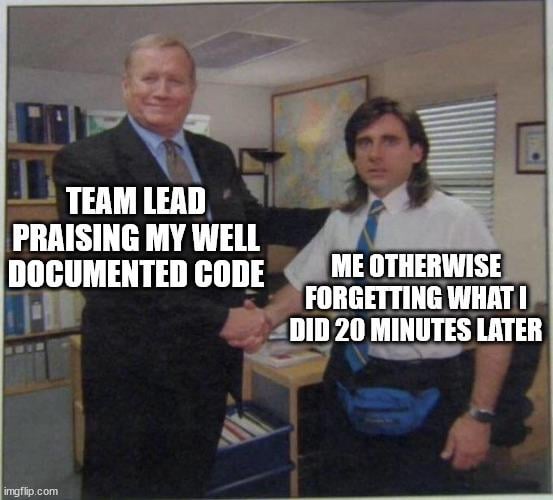 TEAM LEAD
PRAISING MY WELL
DOCUMENTED CODE
ME OTHERWISE
FORGETTING WHAT I
DID 20 MINUTES LATER
imgflip.com